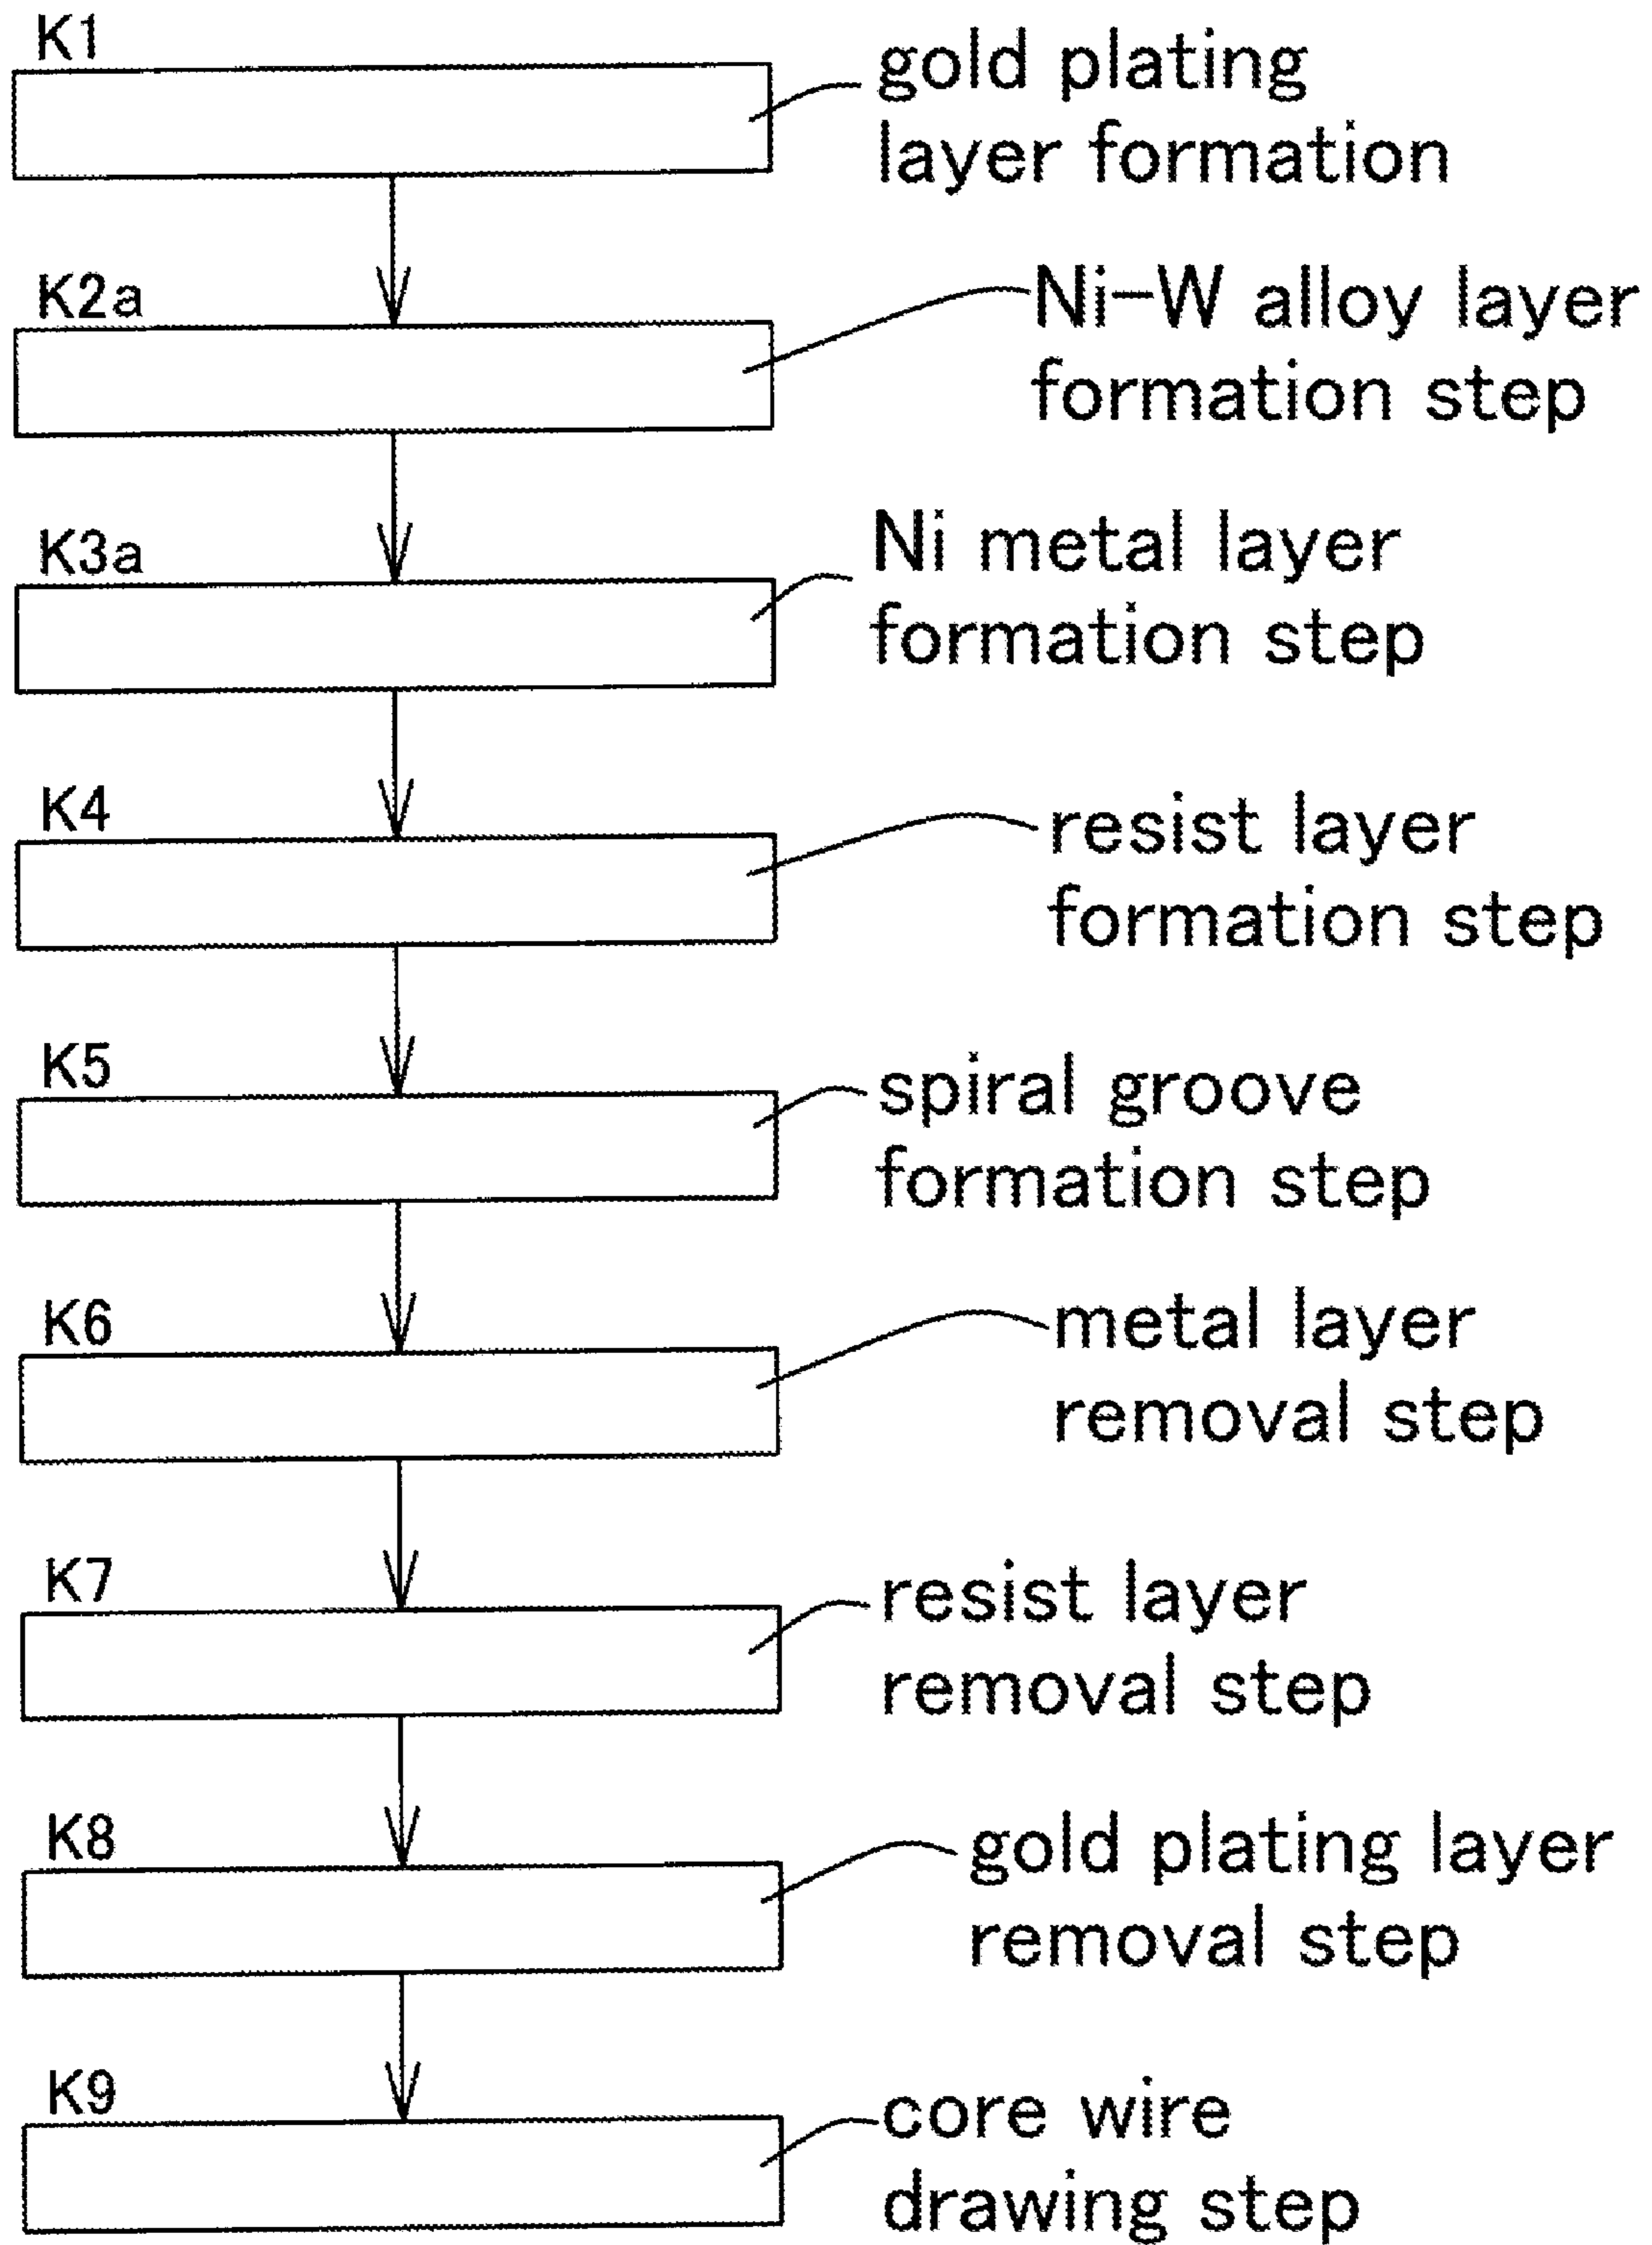 K1
gold plating
layer formation
K2a
Ni-W alloy layer
formation step
K3a
Ni metal layer
formation step
K4
resist layer
formation step
K5
spiral groove
formation step
K6
metal layer
removal step
K7
resist layer
removal step
K8
gold plating layer
removal step
K9
core wire
drawing step